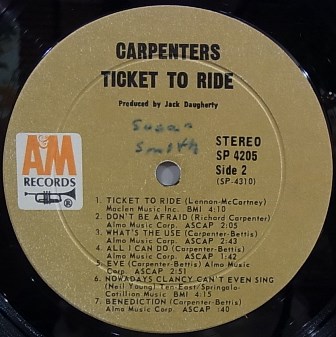 CARPENTERS
TICKET TO RIDE
Produced by Jack Daugherty
Susan
Smith
STEREO
SP 4205
Side 2
(SP-4310)
A&M
RECORDS
®
1. TICKET TO RIDE (Lennon-McCartney)
Maclen Music Inc. BMI 4:10
2. DON'T BE AFRAID (Richard Carpenter)
Almo Music Corp. ASCAP 2:05
3. WHAT'S THE USE (Carpenter-Bettis)
Almo Music Corp. ASCAP 2:43
4. ALL I CAN DO (Carpenter-Bettis)
Almo Music Corp. ASCAP 1:42
5. EVE (Carpenter-Bettis) Almo Music
Corp. ASCAP 2:51
6. NOWADAYS CLANCY CAN'T EVEN SING
(Neil Young) Ten-East/Springalo-
Cotillian Music BMI 4:15
7. BENEDICTION (Carpenter-Bettis)
Almo Music Corp. ASCAP :40